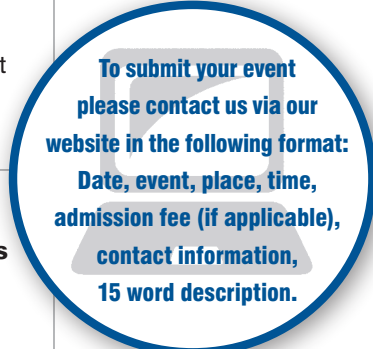 t
To submit your event
please contact us via our
website in the following format:
Date, event, place, time,
admission fee (if applicable),
s
contact information,
15 word description.